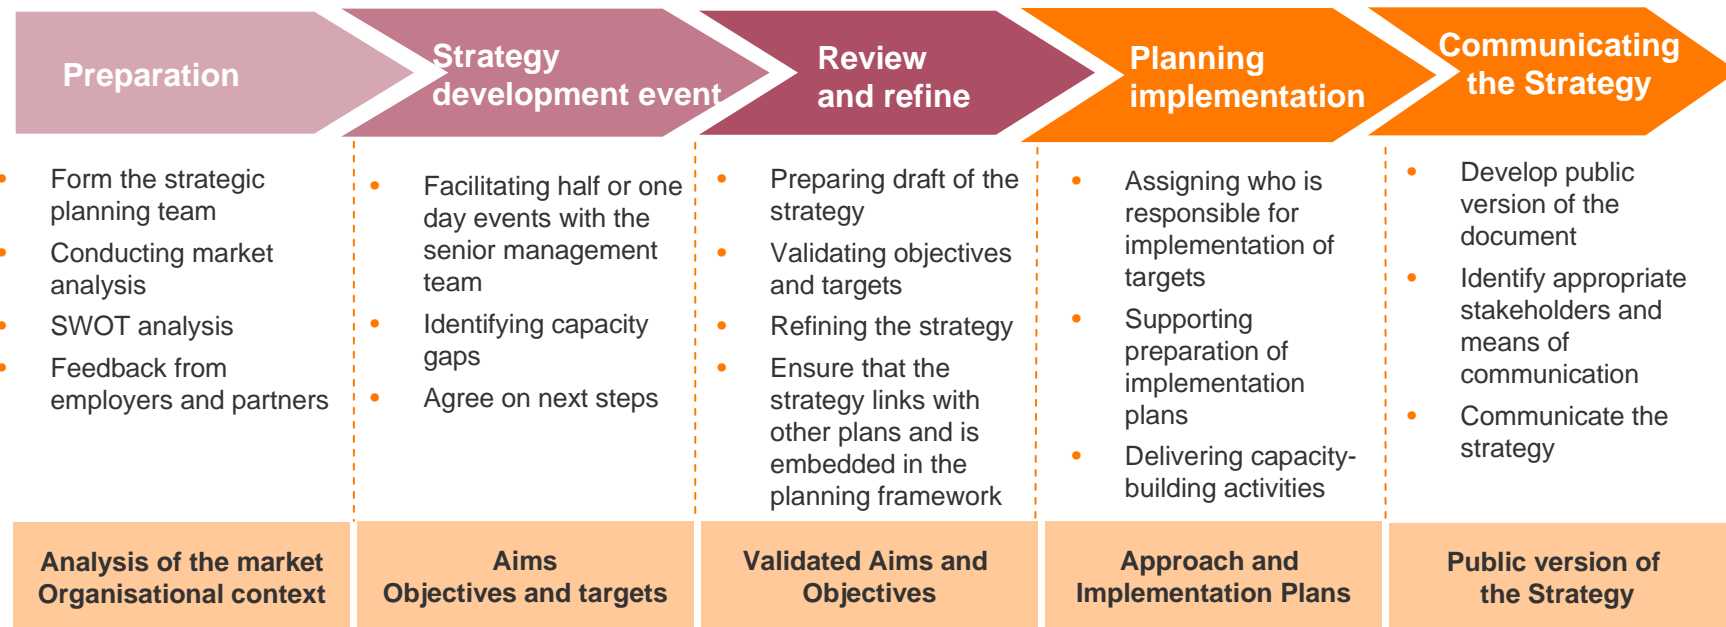 Preparation
Strategy
development event
Review
and refine
Planning
implementation
Communicating
the Strategy
• Form the strategic
planning team
• Conducting market
analysis
• SWOT analysis
• Feedback from
employers and partners
• Facilitating half or one
day events with the
senior management
team
• Identifying capacity
gaps
• Agree on next steps
• Preparing draft of the
strategy
• Validating objectives
and targets
• Refining the strategy
• Ensure that the
strategy links with
other plans and is
embedded in the
planning framework
• Assigning who is
responsible for
implementation of
targets
• Supporting
preparation of
implementation
plans
• Delivering capacity-
building activities
• Develop public
version of the
document
• Identify appropriate
stakeholders and
means of
communication
• Communicate the
strategy
Analysis of the market
Organisational context
Aims
Objectives and targets
Validated Aims and
Objectives
Approach and
Implementation Plans
Public version of
the Strategy